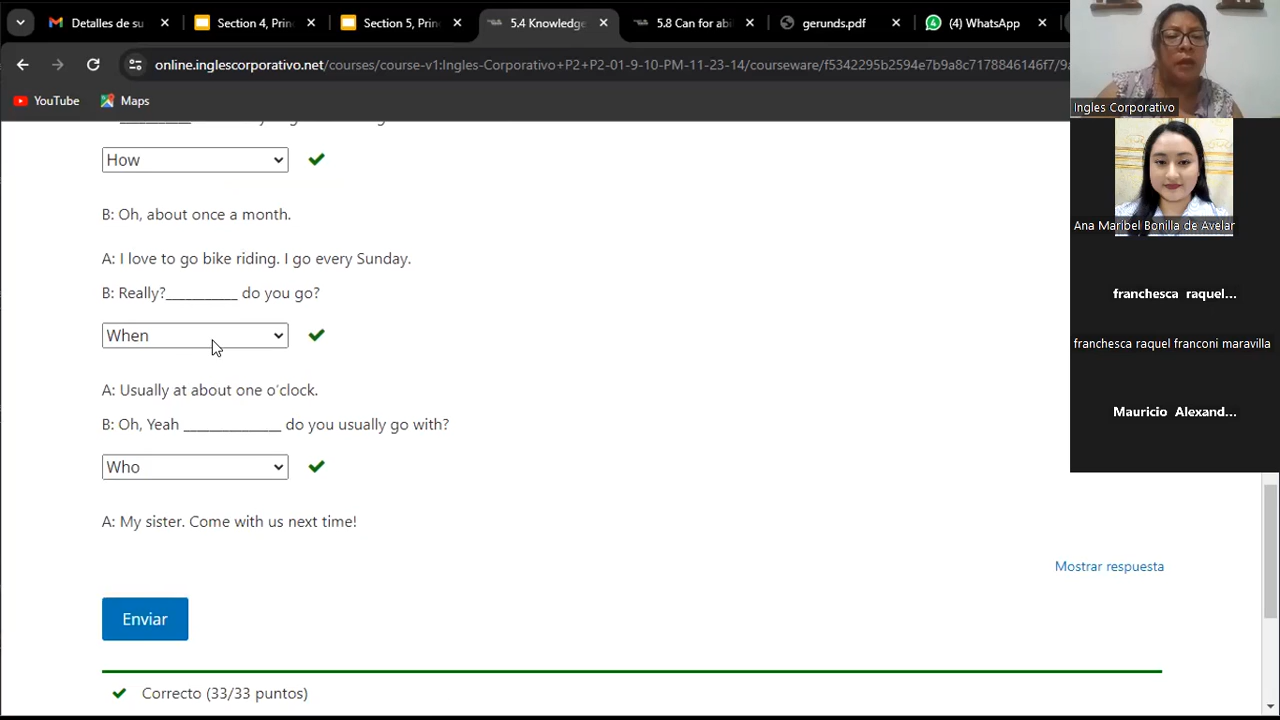 Detalles de su
Section 4, Prin
Section 5, Prin
5.4 Knowledge
5.8 Can for abi
gerunds.pdf
(4) WhatsApp
online.inglescorporativo.net/courses/course-v1:Ingles-Corporativo+P2+P2-01-9-10-PM-11-23-14/courseware/f5342295b2594e7b9a8c7178846146f7/9
YouTube
Maps
Ingles Corporativo
Ana Maribel Bonilla de Avelar
franchesca raquel...
franchesca raquel franconi maravilla
Mauricio Alexand...
How
B: Oh, about once a month.
A: I love to go bike riding. I go every Sunday.
B: Really?__________ do you go?
When
A: Usually at about one o'clock.
B: Oh, Yeah ______________ do you usually go with?
Who
A: My sister. Come with us next time!
Mostrar respuesta
Enviar
Correcto (33/33 puntos)